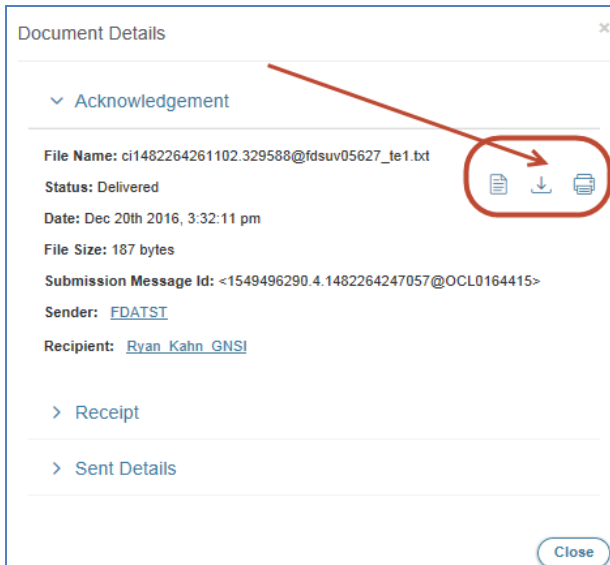 Document Details
×
Acknowledgement
File Name: ci1482264261102.329588@fdsuv05627_te1.txt
Status: Delivered
Date: Dec 20th 2016, 3:32:11 pm
File Size: 187 bytes
Submission Message Id: <1549496290.4.1482264247057@OCL0164415>
Sender: FDATST
Recipient: Ryan_Kahn_GNSI
Receipt
Sent Details
Close